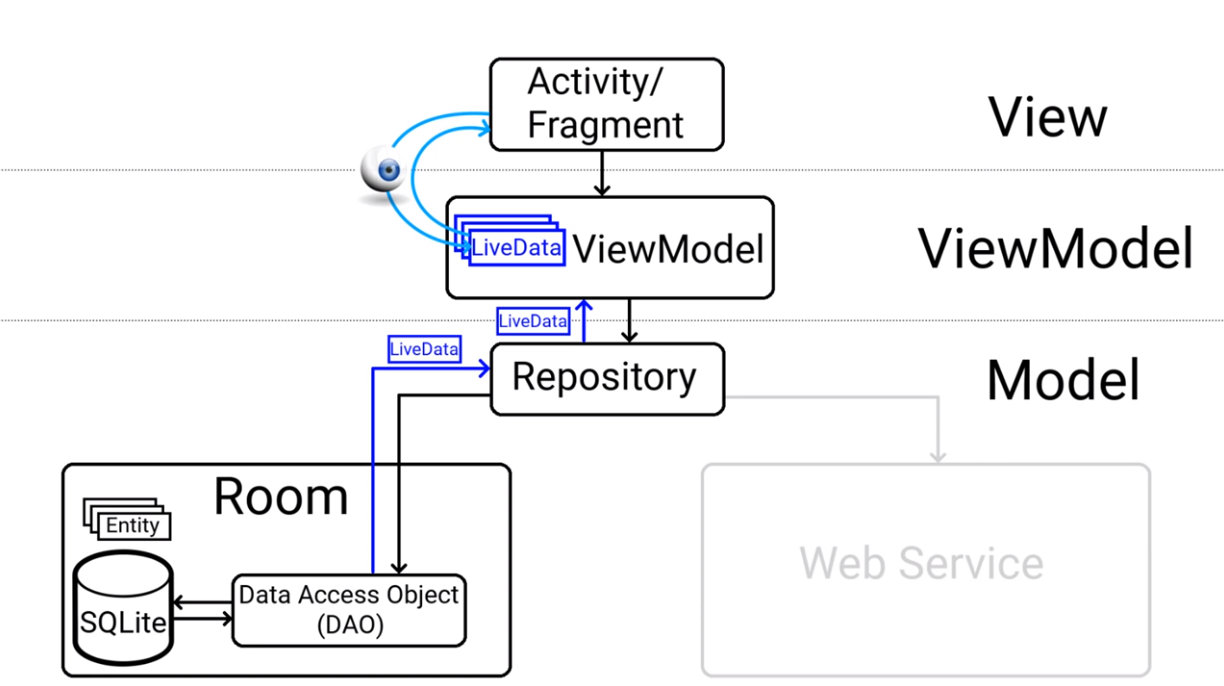 Activity/
Fragment
View
LiveData
ViewModel
ViewModel
LiveData
LiveData
Repository
Model
Room
Entity
SQLite
Data Access Object
(DAO)
Web Service